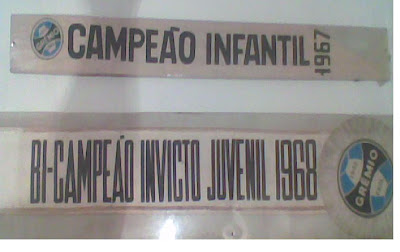 CAMPEÃO INFANTIL 1967
BI-CAMPEÃO INVICTO JUVENIL 1968
GRÊMIO